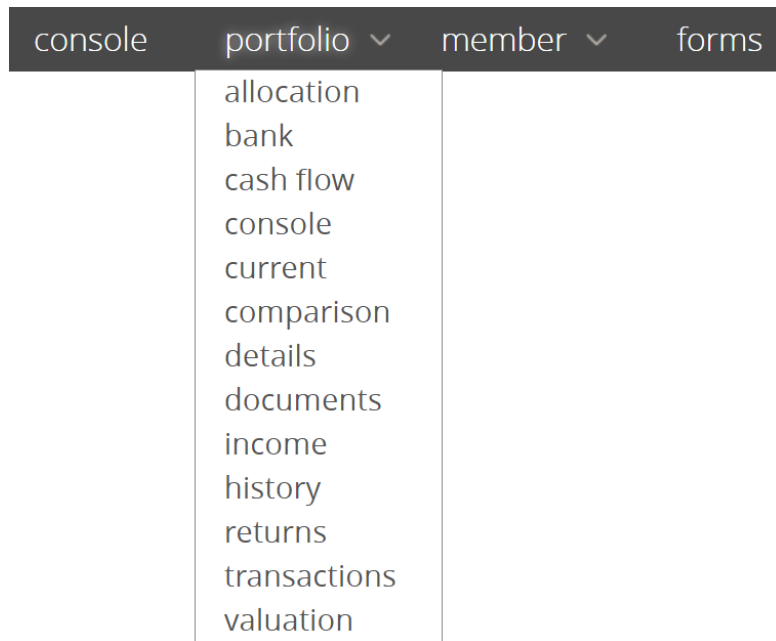 console portfolio member forms
allocation
bank
cash flow
console
current
comparison
details
documents
income
history
returns
transactions
valuation